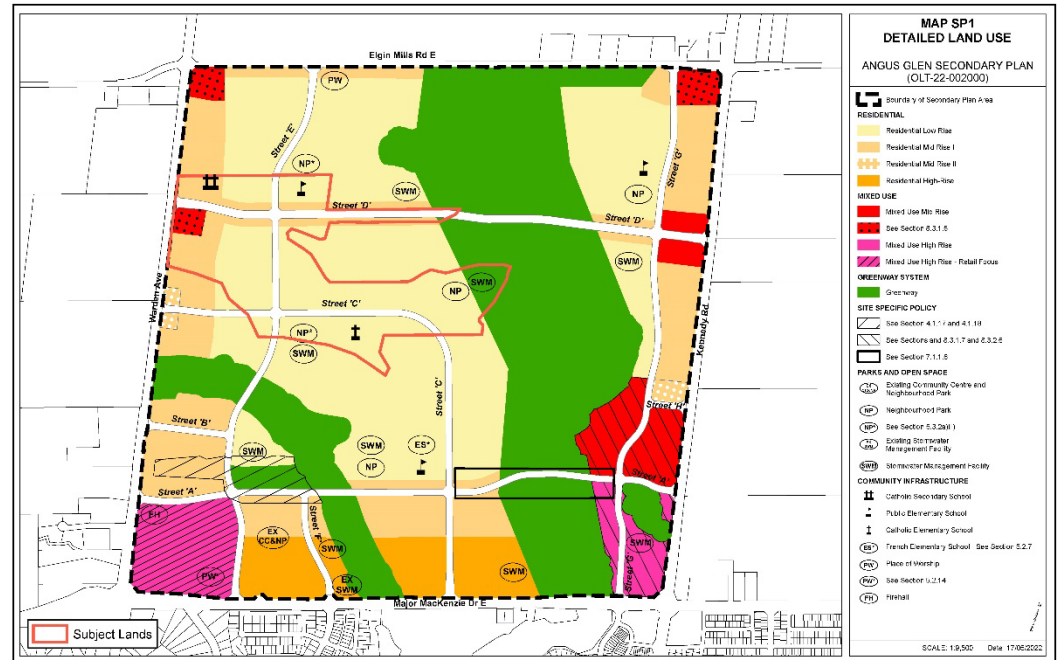 Elgin Mills Rd E
PW
Street 'E'
NP*
Street 'G'
NP
SWM
Street 'D'
Street 'D'
SWM
SWM
NP
Warden Ave
Street 'C'
Kennedy Rd.
SWM
Street 'C'
Street 'H'
Street 'B'
SWM
SWM
ES*
NP
Street 'A'
Street 'A'
FH
EX
CC&NP
Street 'F'
SWM
SWM
SWM
Street 'G'
PW*
EX
SWM
Major MacKenzie Dr E
Subject Lands
MAP SP1
DETAILED LAND USE
ANGUS GLEN SECONDARY PLAN
(OLT-22-002000)
Boundary of Secondary Plan Area
RESIDENTIAL
Residential Low Rise
Residential Mid Rise I
Residential Mid Rise II
Residential High-Rise
MIXED USE
Mixed Use Mid Rise
See Section 8.3.1.6
Mixed Use High Rise
Mixed Use High Rise - Retail Focus
GREENWAY SYSTEM
Greenway
SITE SPECIFIC POLICY
See Section 4.1.17 and 4.1.18
See Sections and 8.3.1.7 and 8.3.2.6
See Section 7.1.1.6
PARKS AND OPEN SPACE
Existing Community Centre and
Neighbourhood Park
NP Neighbourhood Park
NP* See Section
Existing Stormwater
Management Facility
SWM Stormwater Management Facility
COMMUNITY INFRASTRUCTURE
Catholic Secondary School
Public Elementary School
Catholic Elementary School
ES* French Elementary School See Section 5.2.7
PW Place of Worship
PW* See Section
FH Firehall
SCALE: 1:9,500 Date: 17/06/2022